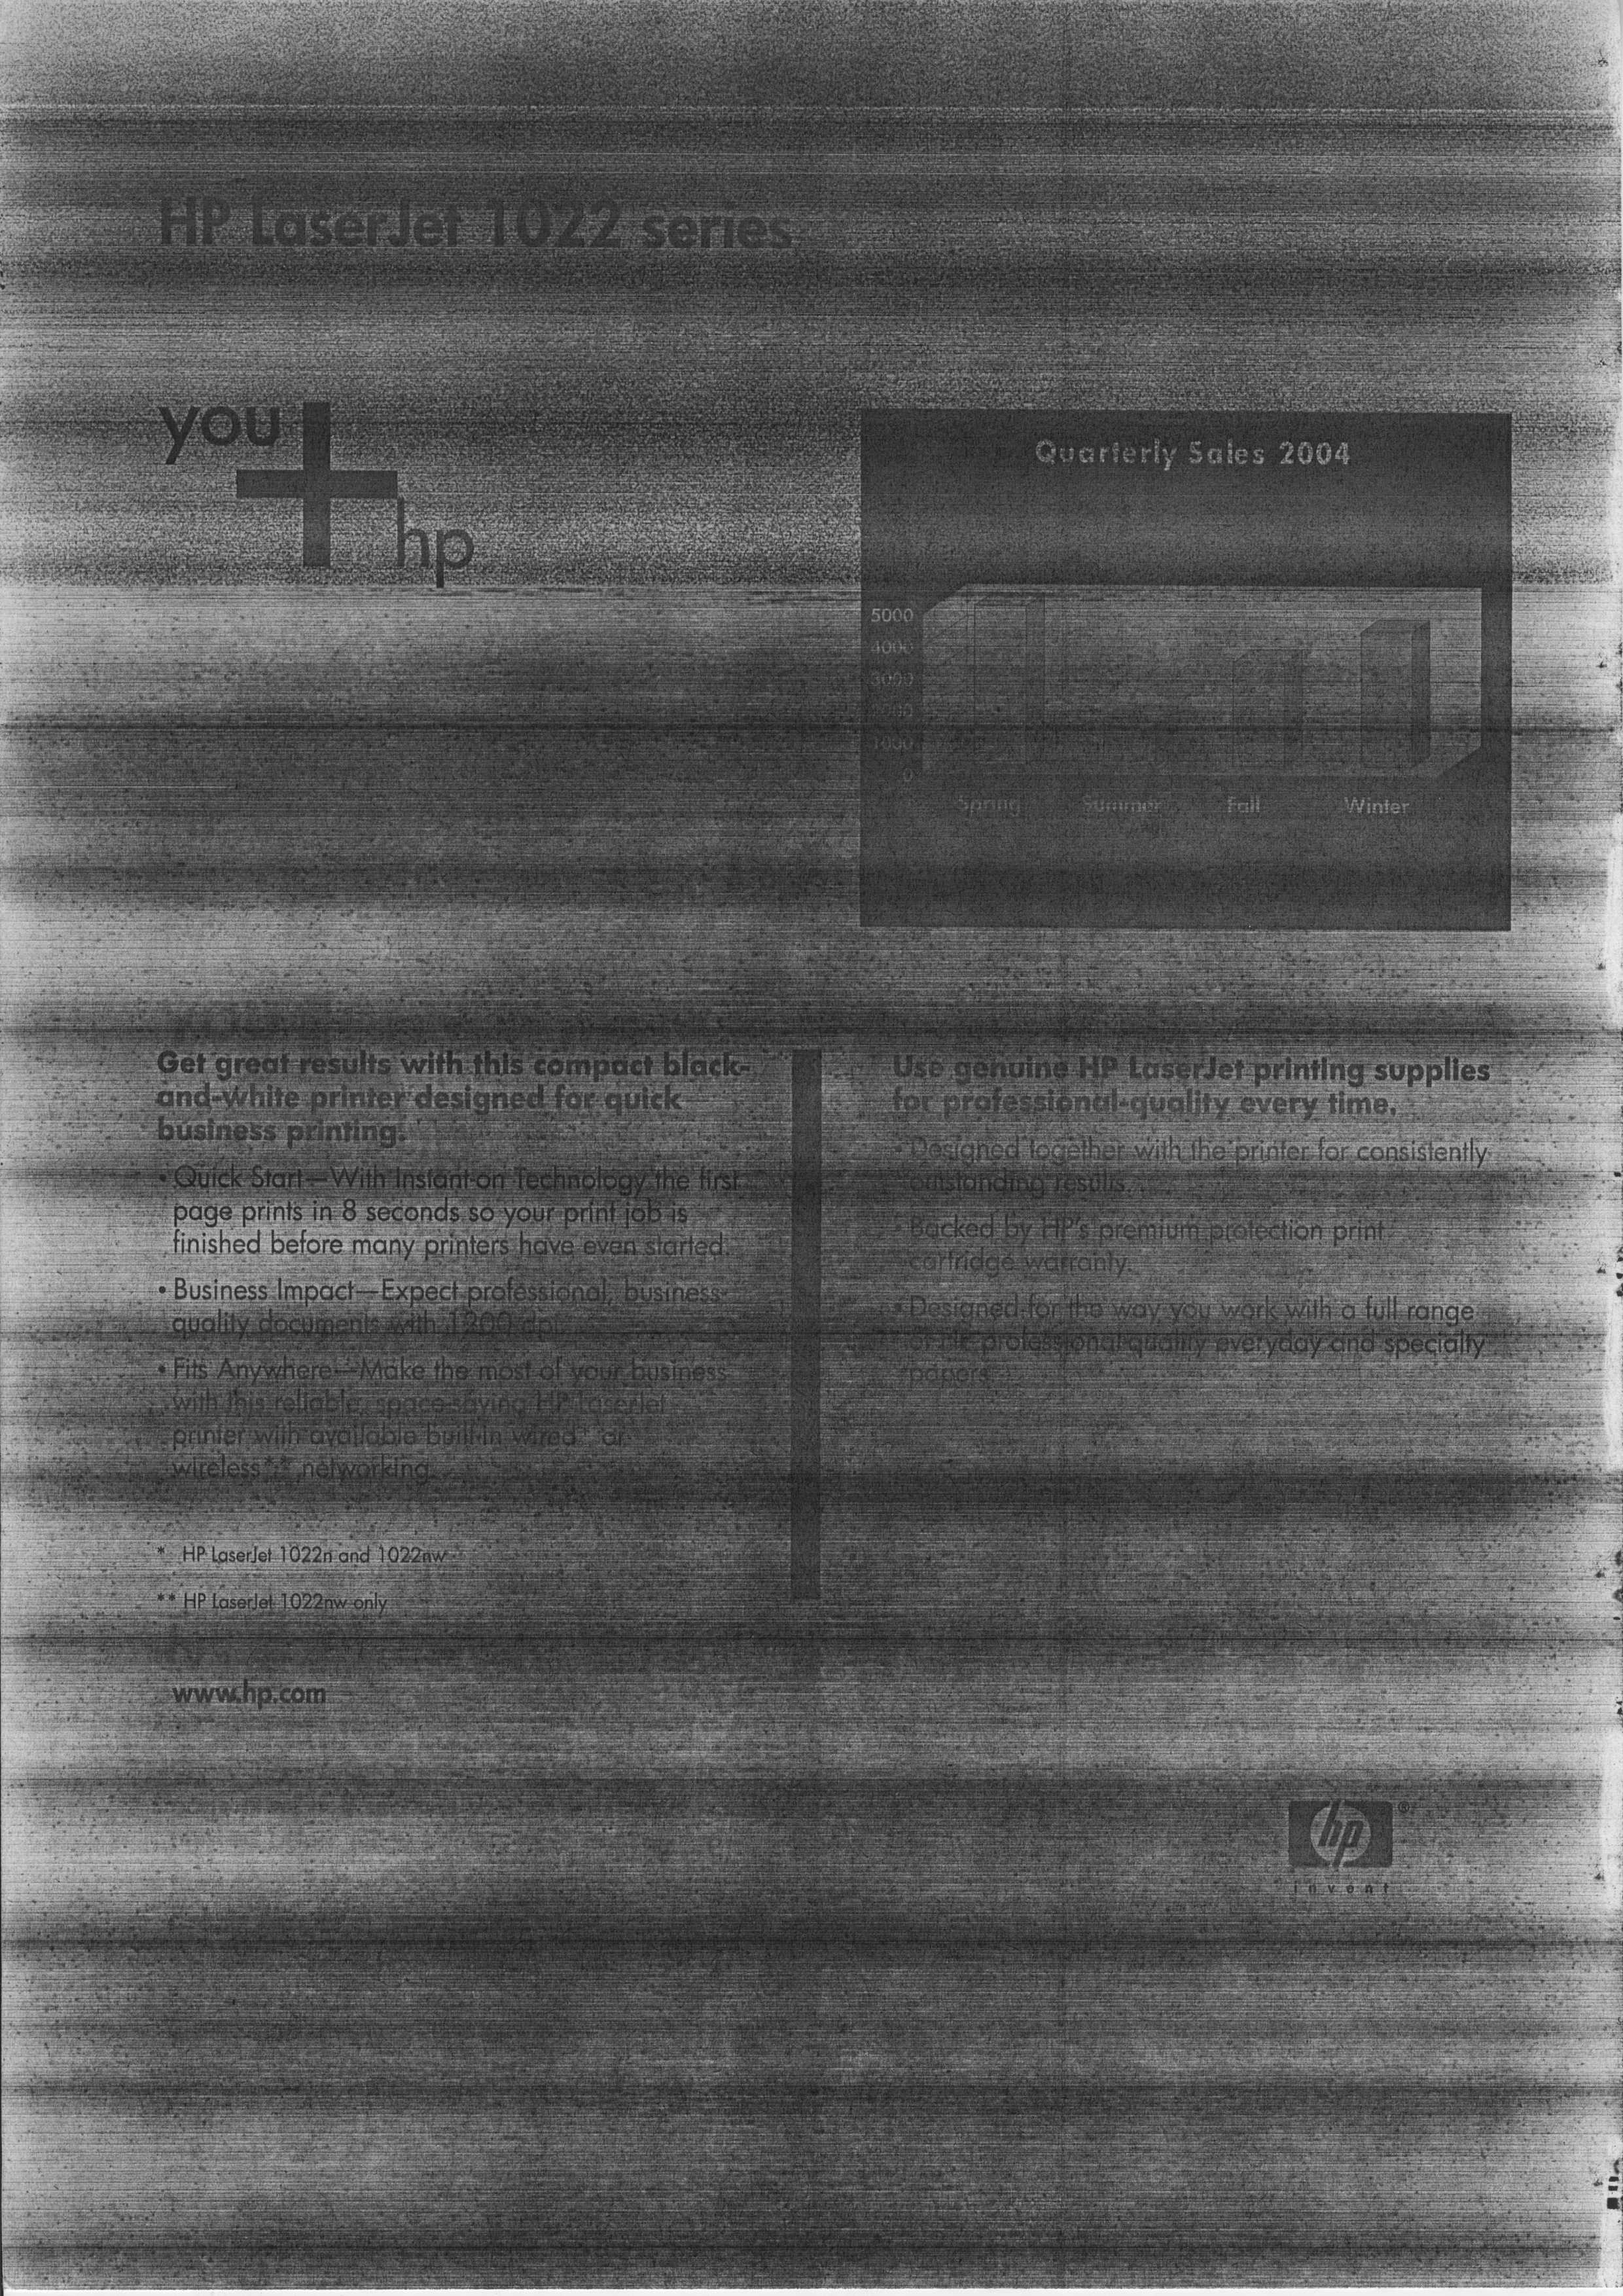 HP LaserJet 1022 series
you
hp
Quarterly Sales 2004
5000
4000
3000
2000
1000
0
Spring Summer Fall Winter
Get great results with this compact black-
and-white printer designed for quick
business printing.
• Quick Start—With Instant-on Technology the first
page prints in 8 seconds so your print job is
finished before many printers have even started.
• Business Impact—Expect professional, business-
quality documents with 1200 dpi.
• Fits Anywhere—Make the most of your business
with this reliable, space-saving HP LaserJet
printer with available built-in wired* or
wireless** networking.
* HP LaserJet 1022n and 1022nw
** HP LaserJet 1022nw only
www.hp.com
Use genuine HP LaserJet printing supplies
for professional-quality every time.
• Designed together with the printer for consistently
outstanding results.
• Backed by HP's premium protection print
cartridge warranty.
• Designed for the way you work with a full range
of HP professional-quality everyday and specialty
papers.
hp ®
invent